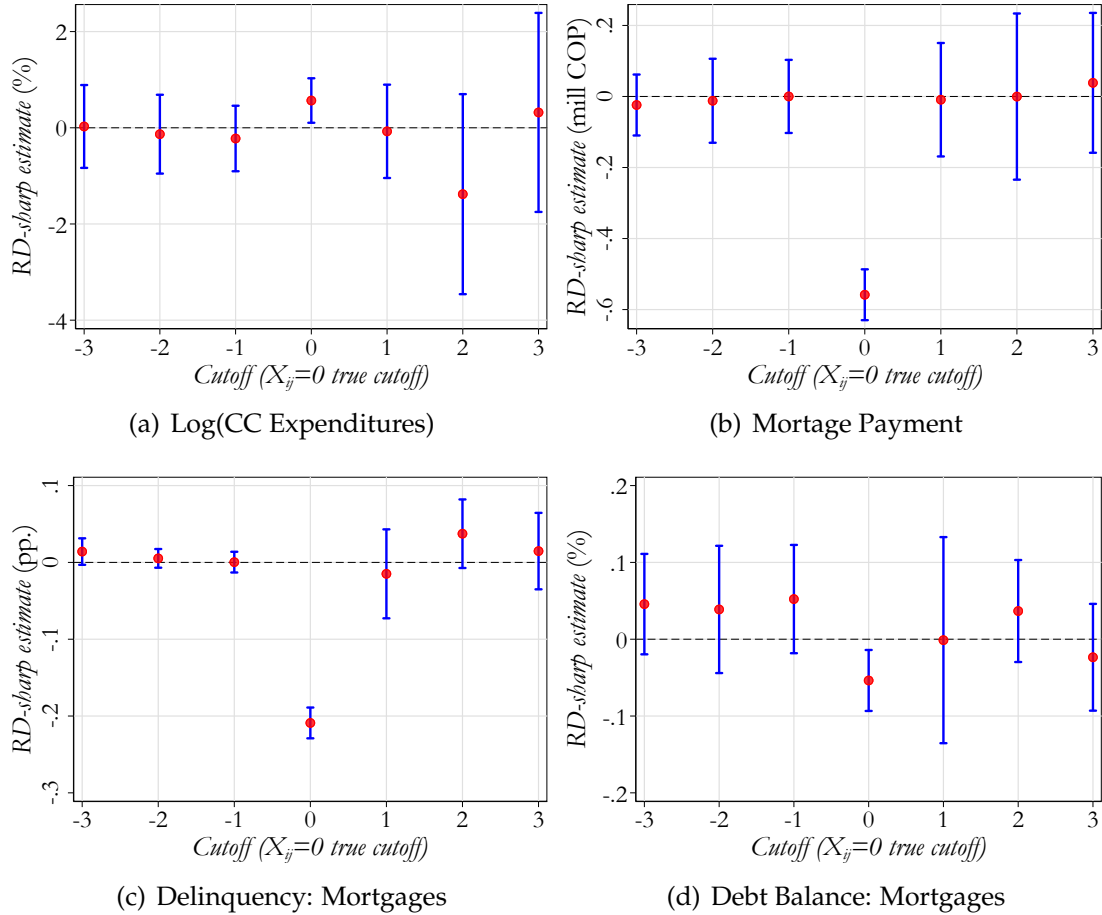 RD-sharp estimate (%)
2
0
-2
-4
-3 -2 -1 0 1 2 3
Cutoff (X_ij=0 true cutoff)
(a) Log(CC Expenditures)
RD-sharp estimate (mill COP)
.2
0
-.2
-.4
-.6
-3 -2 -1 0 1 2 3
Cutoff (X_ij=0 true cutoff)
(b) Mortage Payment
RD-sharp estimate (pp.)
.1
0
-.1
-.2
-.3
-3 -2 -1 0 1 2 3
Cutoff (X_ij=0 true cutoff)
(c) Delinquency: Mortgages
RD-sharp estimate (%)
.2
.1
0
-.1
-.2
-3 -2 -1 0 1 2 3
Cutoff (X_ij=0 true cutoff)
(d) Debt Balance: Mortgages